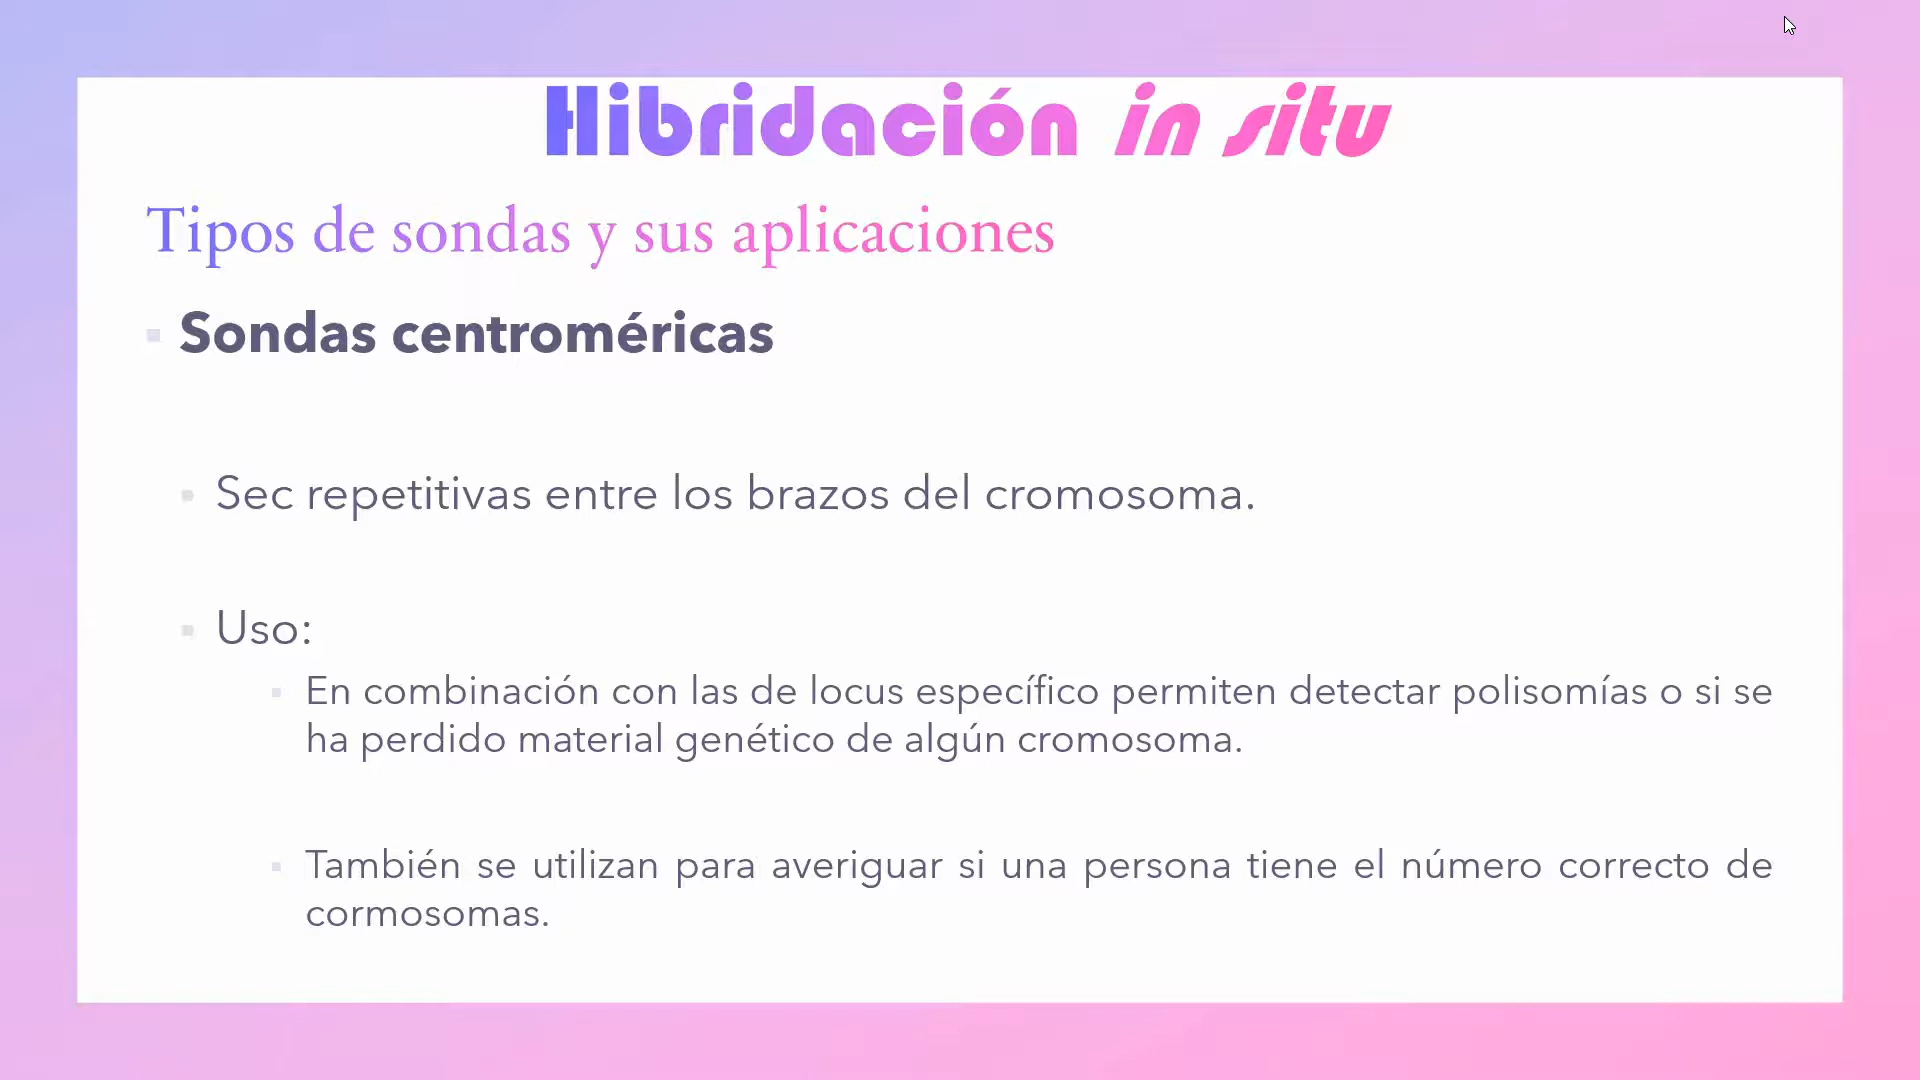 Hibridación in situ
Tipos de sondas y sus aplicaciones
Sondas centroméricas
Sec repetitivas entre los brazos del cromosoma.
Uso:
En combinación con las de locus específico permiten detectar polisomías o si se
ha perdido material genético de algún cromosoma.
También se utilizan para averiguar si una persona tiene el número correcto de
cormosomas.